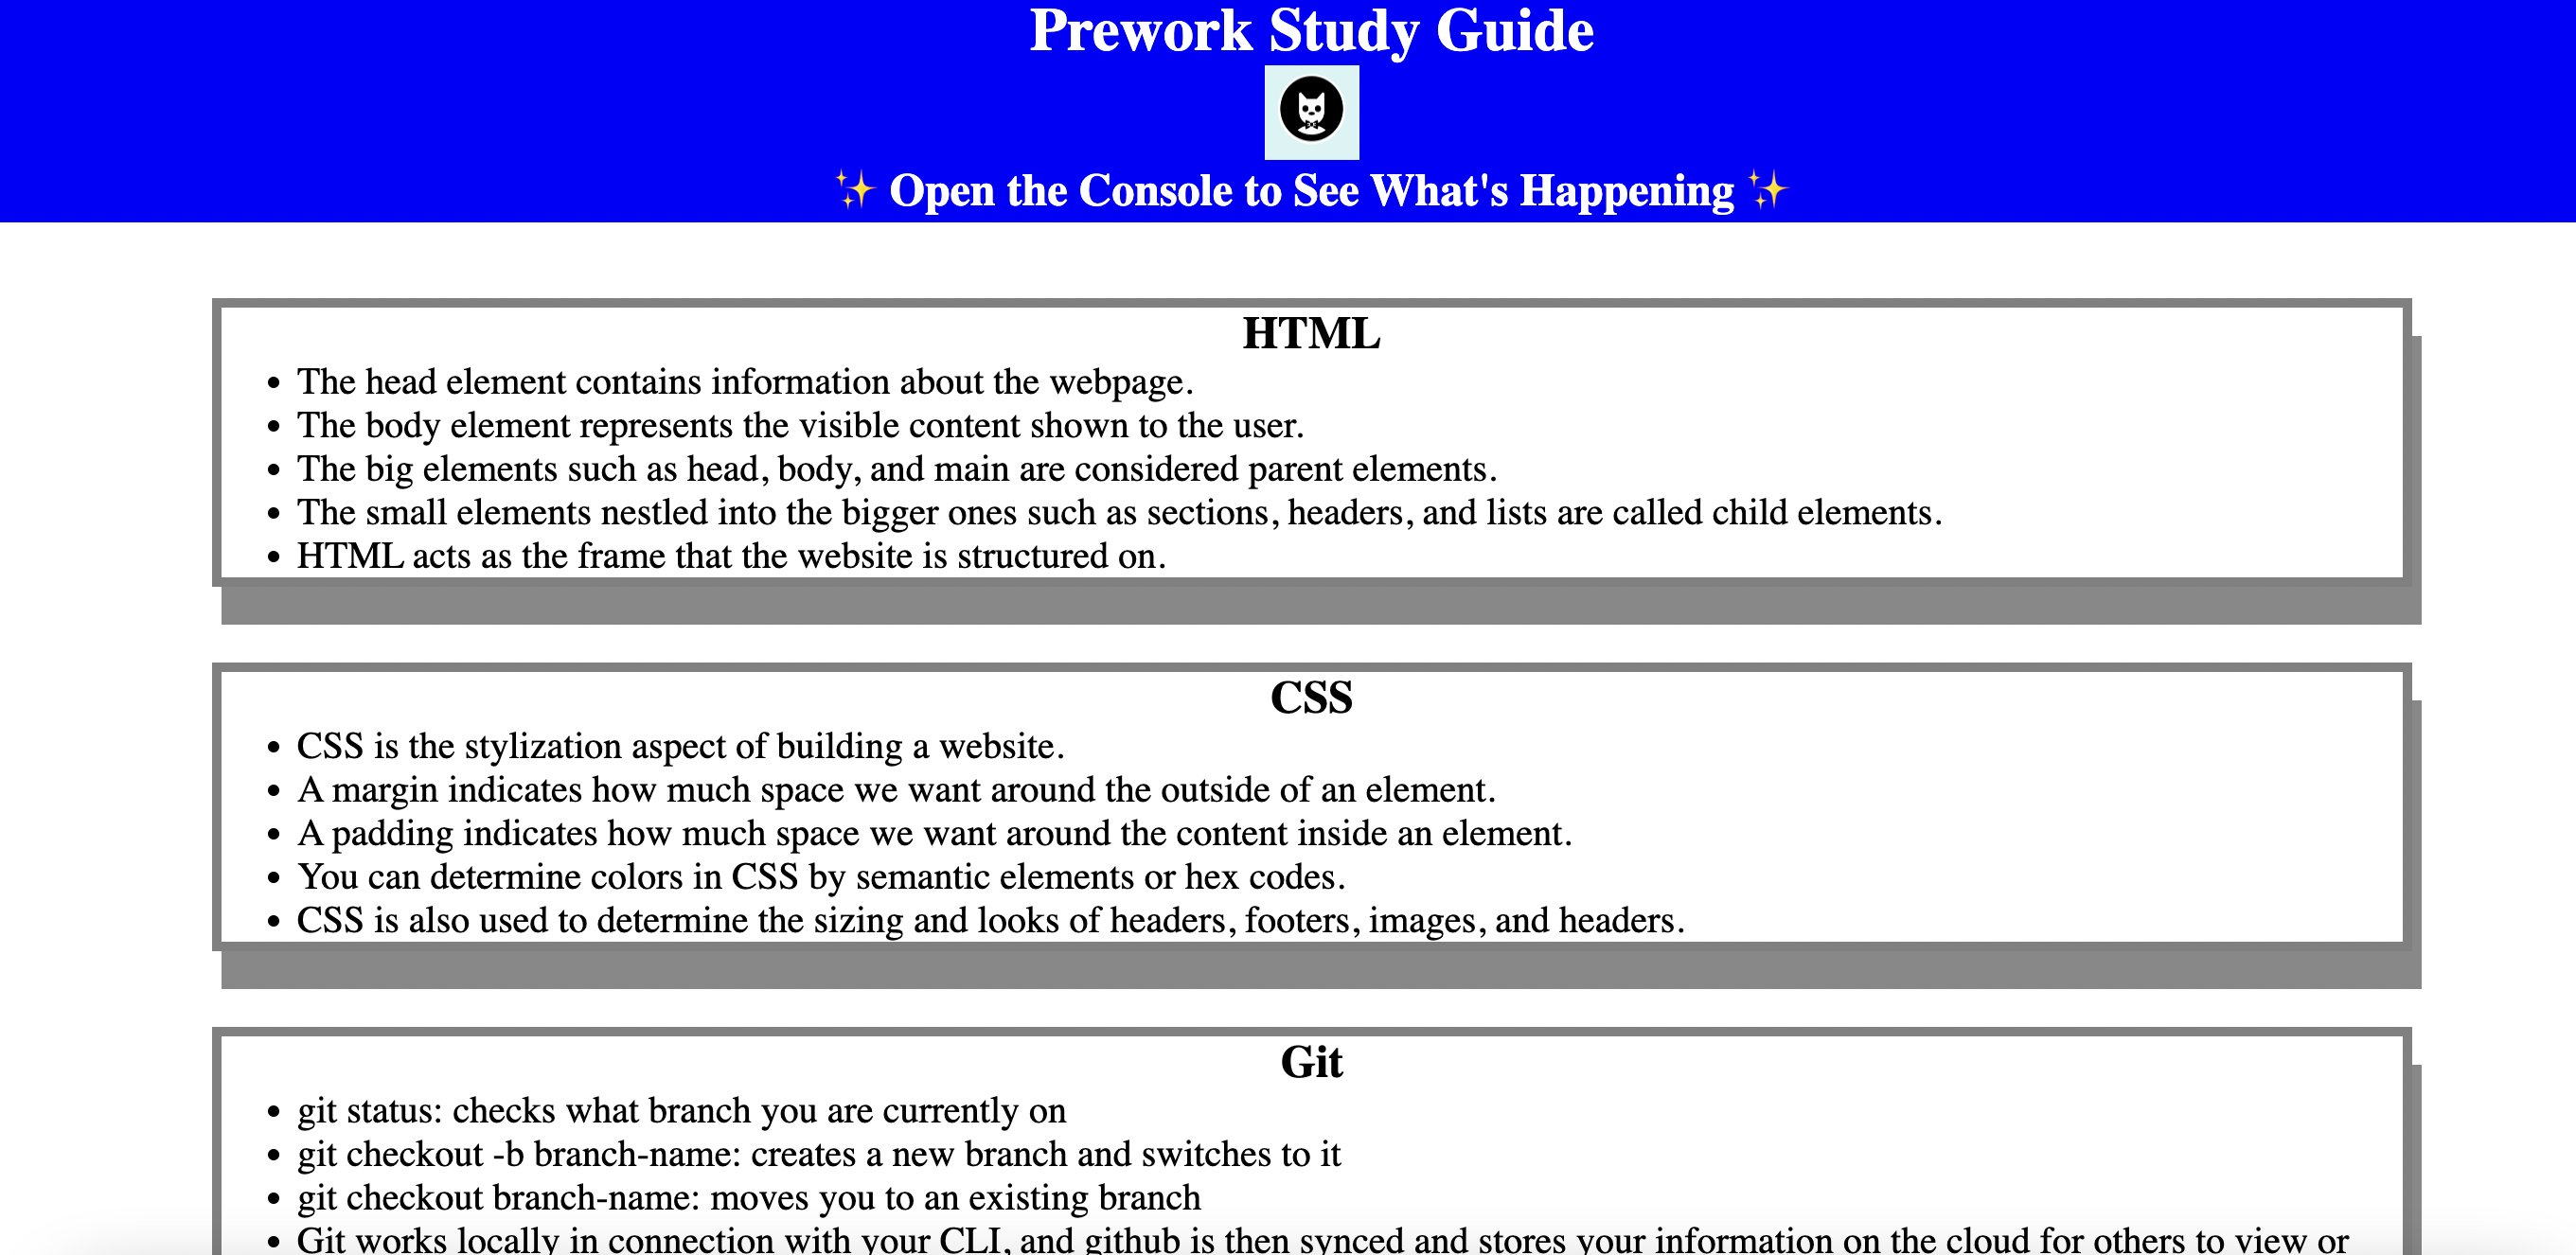 Prework Study Guide
✨ Open the Console to See What's Happening ✨
HTML
• The head element contains information about the webpage.
• The body element represents the visible content shown to the user.
• The big elements such as head, body, and main are considered parent elements.
• The small elements nestled into the bigger ones such as sections, headers, and lists are called child elements.
• HTML acts as the frame that the website is structured on.
CSS
• CSS is the stylization aspect of building a website.
• A margin indicates how much space we want around the outside of an element.
• A padding indicates how much space we want around the content inside an element.
• You can determine colors in CSS by semantic elements or hex codes.
• CSS is also used to determine the sizing and looks of headers, footers, images, and headers.
Git
• git status: checks what branch you are currently on
• git checkout -b branch-name: creates a new branch and switches to it
• git checkout branch-name: moves you to an existing branch
• Git works locally in connection with your CLI, and github is then synced and stores your information on the cloud for others to view or